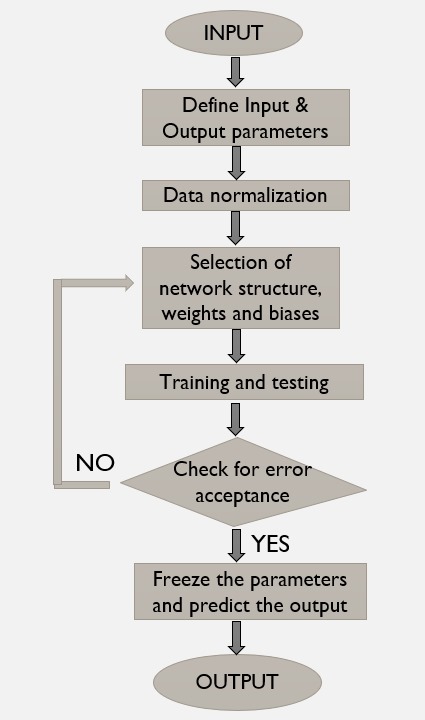 INPUT
Define Input &
Output parameters
Data normalization
Selection of
network structure,
weights and biases
Training and testing
Check for error
acceptance
NO
YES
Freeze the parameters
and predict the output
OUTPUT